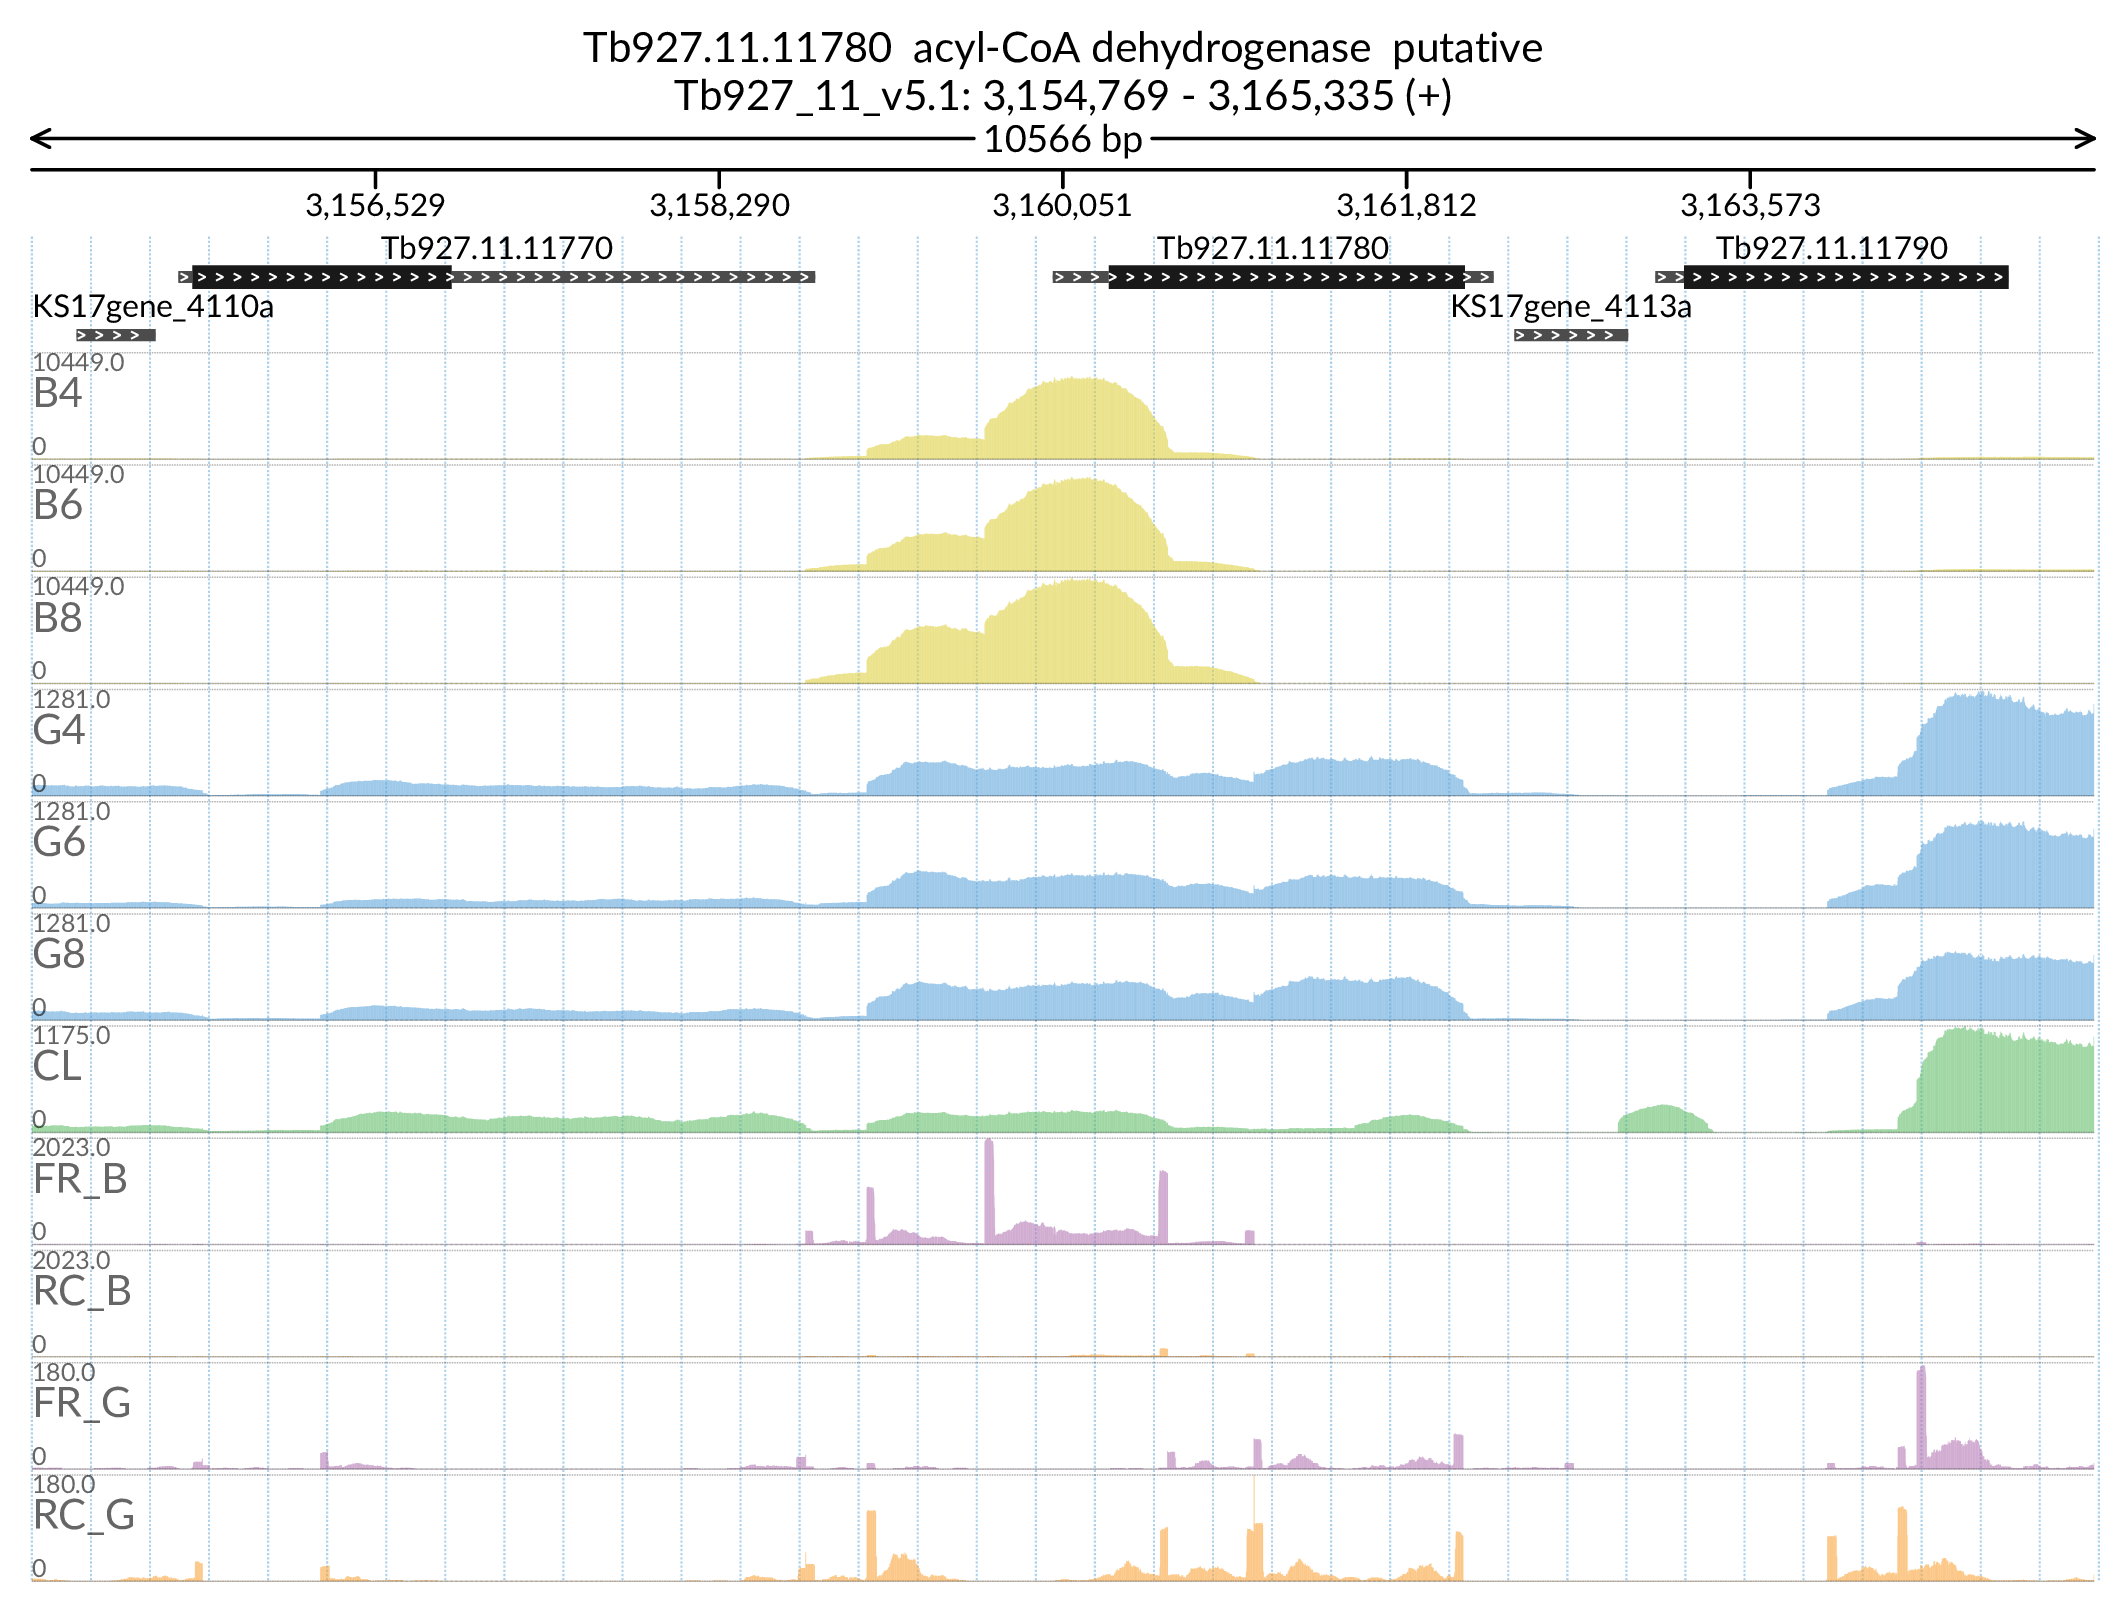 Tb927.11.11780  acyl-CoA dehydrogenase  putative
Tb927_11_v5.1: 3,154,769 - 3,165,335 (+)
10566 bp
3,156,529 3,158,290 3,160,051 3,161,812 3,163,573
Tb927.11.11770 Tb927.11.11780 Tb927.11.11790
KS17gene_4110a KS17gene_4113a
10449.0
B4
0
10449.0
B6
0
10449.0
B8
0
1281.0
G4
0
1281.0
G6
0
1281.0
G8
0
1175.0
CL
0
2023.0
FR_B
0
2023.0
RC_B
0
180.0
FR_G
0
180.0
RC_G
0